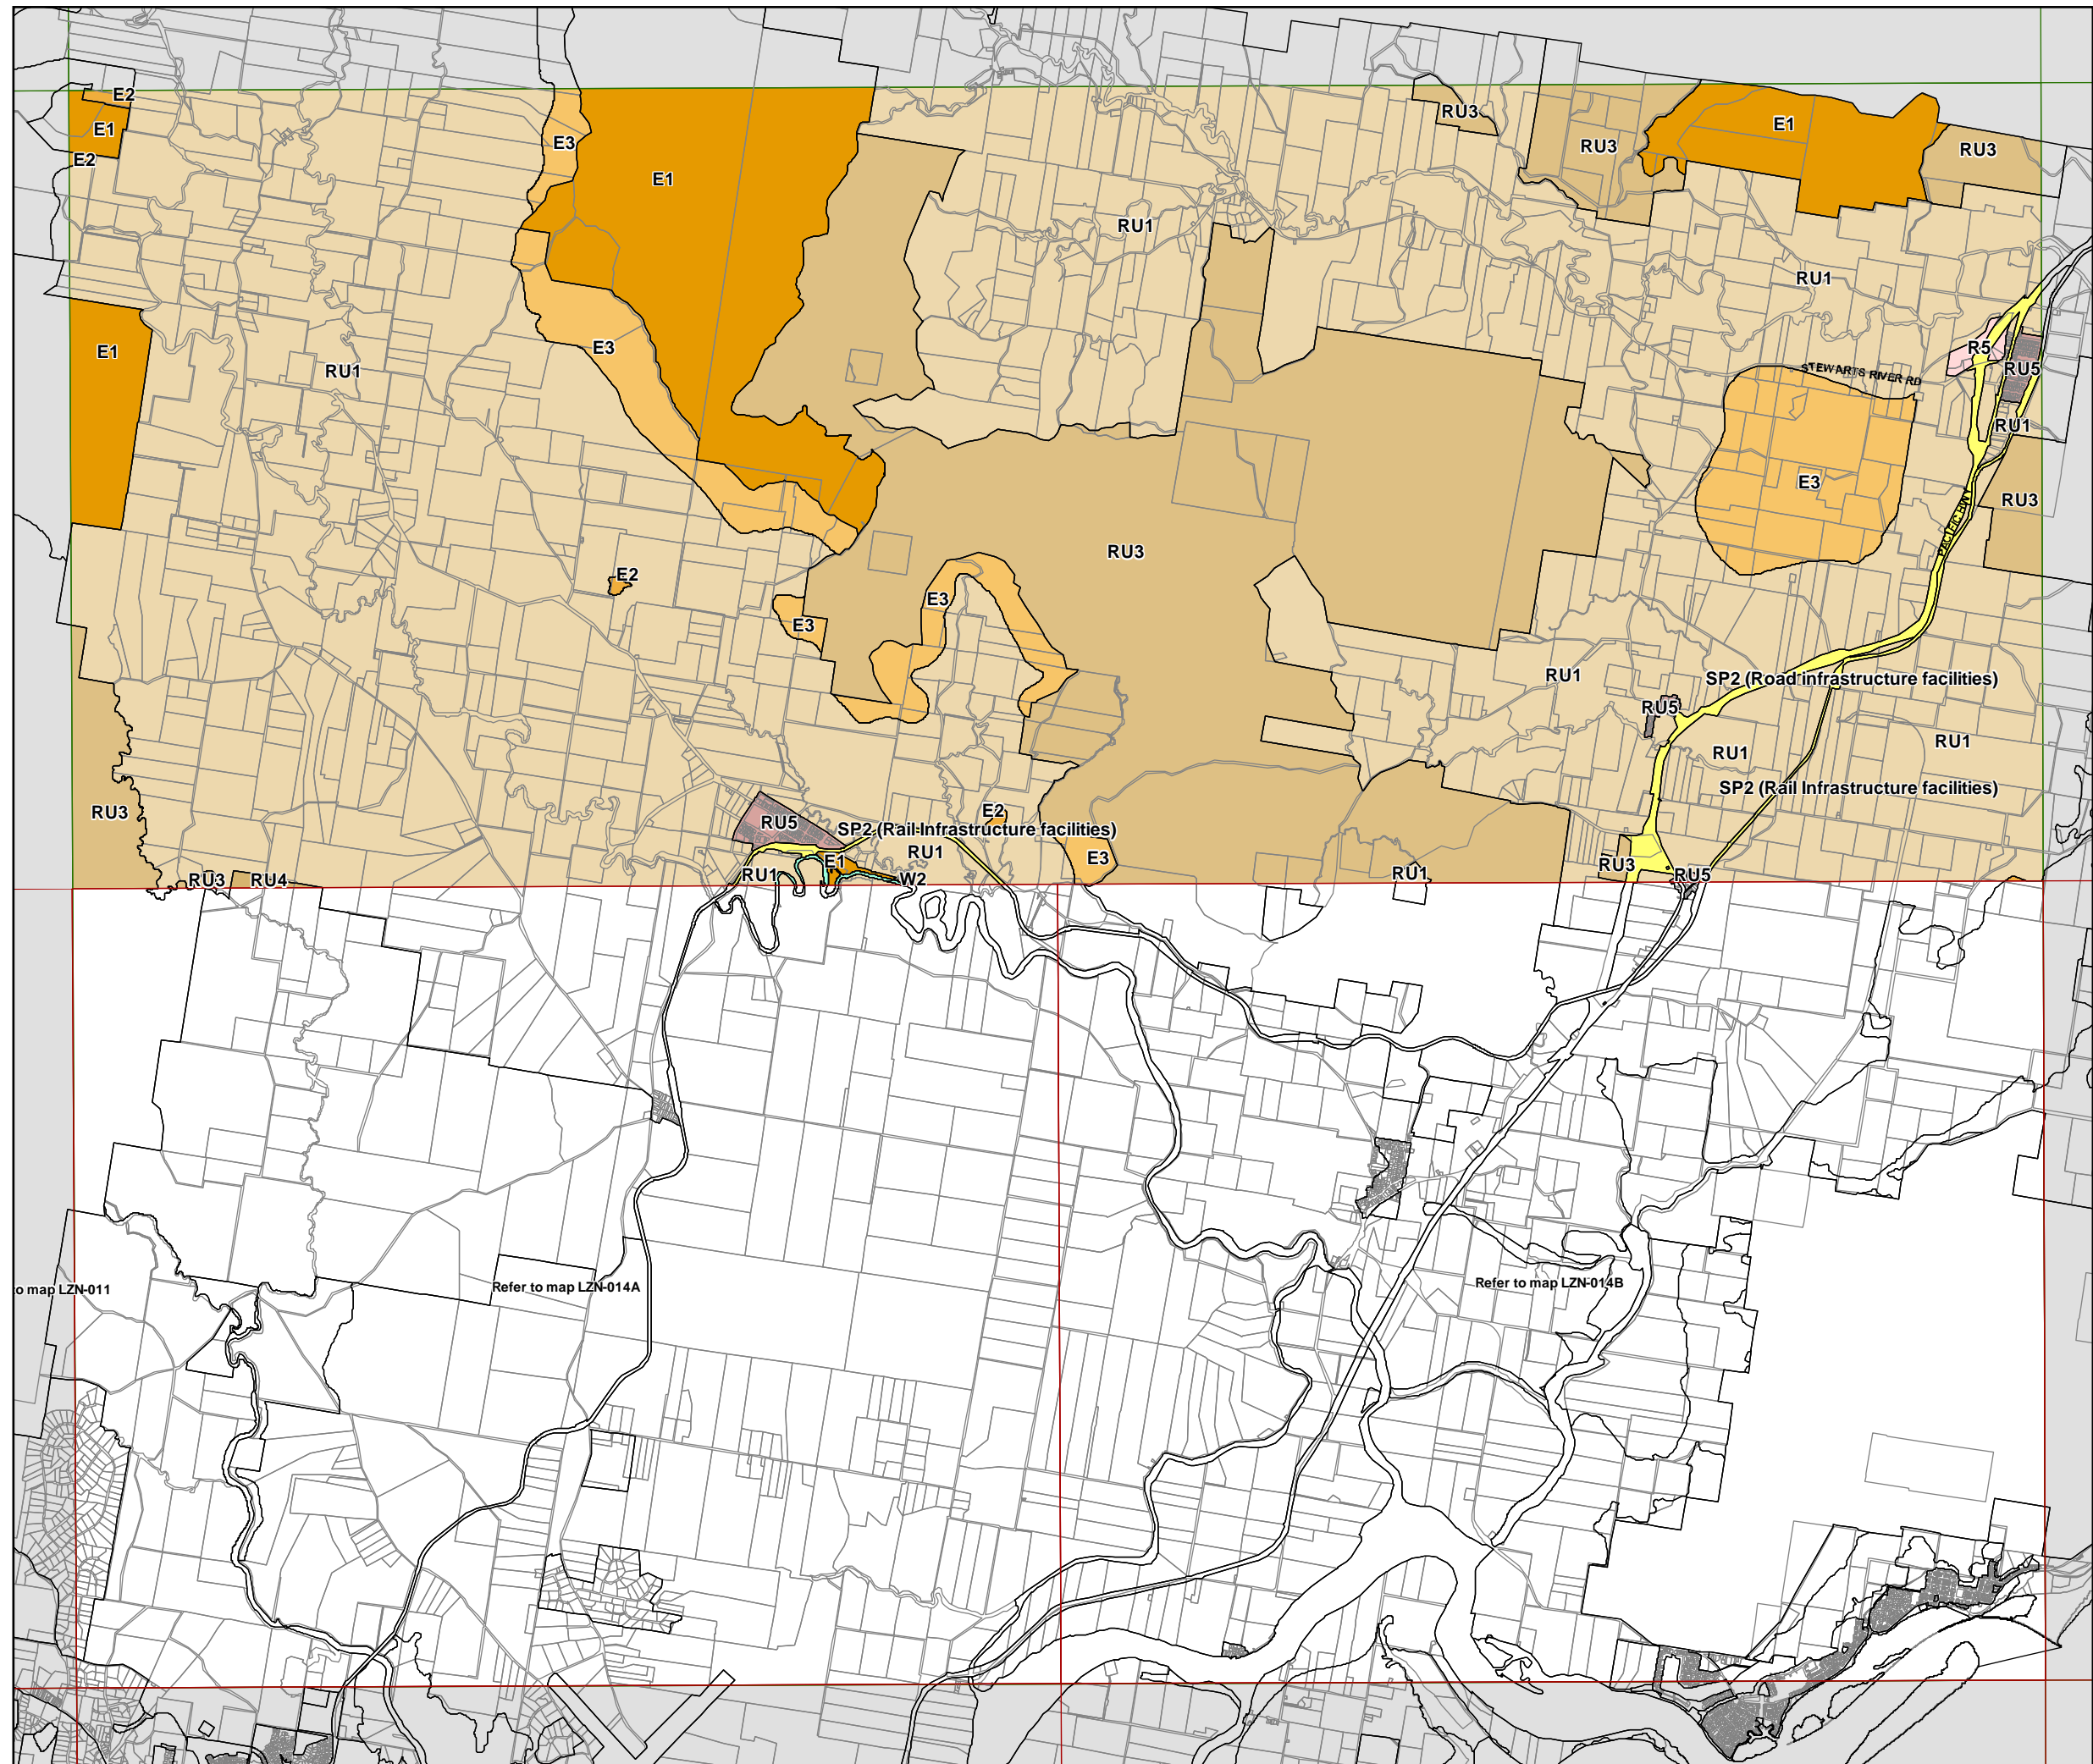 E2
RU3
E1
E1
E3
RU3
RU3
E2
E1
RU1
RU1
E3
R5
E1
RU5
RU1
STEWARTS RIVER RD
RU1
E3
RU3
PACIFIC HWY
RU3
E2
E3
E3
RU1
SP2 (Road infrastructure facilities)
RU5
RU1
RU1
SP2 (Rail Infrastructure facilities)
RU3
E2
RU5
SP2 (Rail Infrastructure facilities)
RU1
E3
E1
RU3
RU1
RU1
RU5
RU3
RU4
W2
o map LZN-011
Refer to map LZN-014A
Refer to map LZN-014B